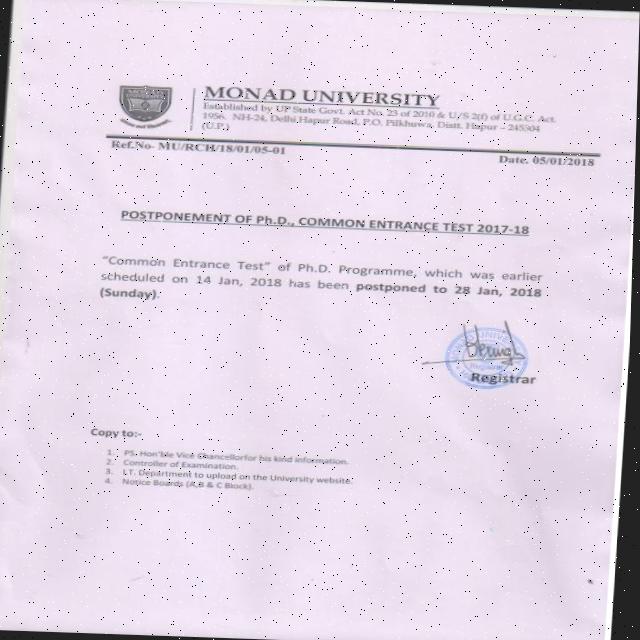 MONAD UNIVERSITY
Established by UP State Govt. Act No. 23 of 2010 & U/S 2(f) of U.G.C. Act.
1956. NH-24, Delhi,Hapur Road, P.O. Pilkhuwa, Distt. Hapur – 245304
(U.P.)
Ref.No- MU/RCH/18/01/05-01
Date. 05/01/2018
POSTPONEMENT OF Ph.D., COMMON ENTRANCE TEST 2017-18
“Common Entrance Test” of Ph.D. Programme, which was earlier
scheduled on 14 Jan, 2018 has been postponed to 28 Jan, 2018
(Sunday).
Registrar
Copy to:-
1. PS. Hon'ble Vice Chancellorfor his kind information.
2. Controller of Examination.
3. I.T. Department to upload on the University website.
4. Notice Boards (A,B & C Block).